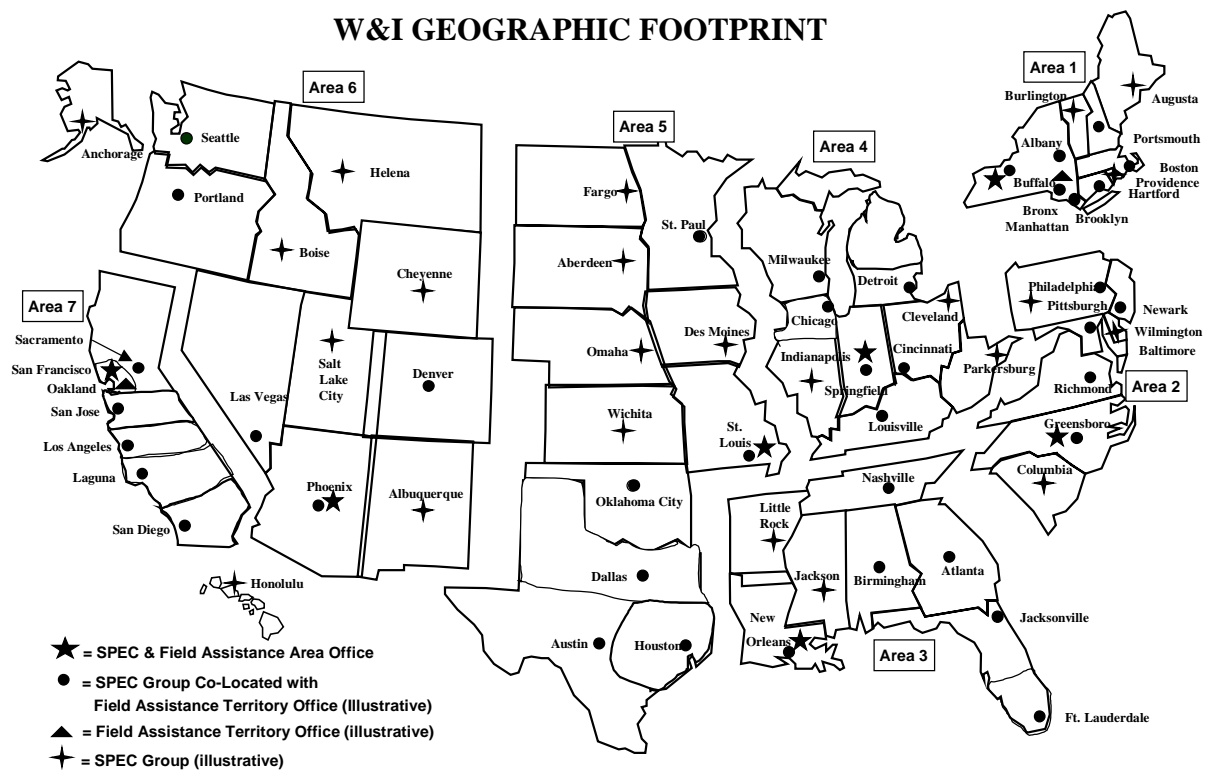 W&I GEOGRAPHIC FOOTPRINT
Area 1
Area 6
Burlington
Augusta
Area 5
Seattle
Area 4
Portsmouth
Albany
Anchorage
Helena
Boston
Buffalo
Providence
Fargo
Hartford
Portland
Bronx
Brooklyn
Manhattan
St. Paul
Boise
Aberdeen
Milwaukee
Cheyenne
Detroit
Philadelphia
Area 7
Pittsburgh
Newark
Cleveland
Chicago
Des Moines
Wilmington
Sacramento
Omaha
Indianapolis
Cincinnati
Baltimore
Salt
Lake
City
San Francisco
Denver
Parkersburg
Oakland
Springfield
Richmond
Area 2
Las Vegas
San Jose
Wichita
Louisville
Greensboro
St.
Louis
Los Angeles
Columbia
Laguna
Nashville
Phoenix
Albuquerque
Oklahoma City
Little
Rock
San Diego
Atlanta
Dallas
Jackson
Birmingham
Honolulu
New
Orleans
Jacksonville
Austin
Houston
Area 3
Ft. Lauderdale
= SPEC & Field Assistance Area Office
= SPEC Group Co-Located with
Field Assistance Territory Office (Illustrative)
= Field Assistance Territory Office (illustrative)
= SPEC Group (illustrative)